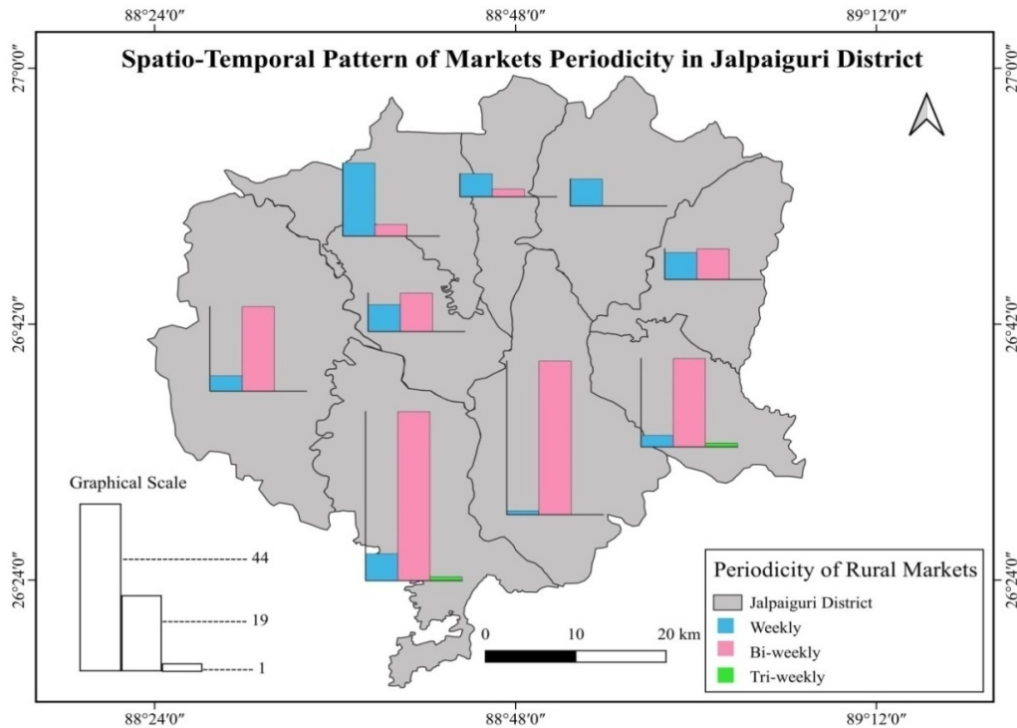 88°24′0″ 88°48′0″ 89°12′0″
Spatio-Temporal Pattern of Markets Periodicity in Jalpaiguri District
27°0′0″ 27°0′0″
26°42′0″ 26°42′0″
Graphical Scale
44
19
1
26°24′0″ 26°24′0″
0 10 20 km
Periodicity of Rural Markets
Jalpaiguri District
Weekly
Bi-weekly
Tri-weekly
88°24′0″ 88°48′0″ 89°12′0″